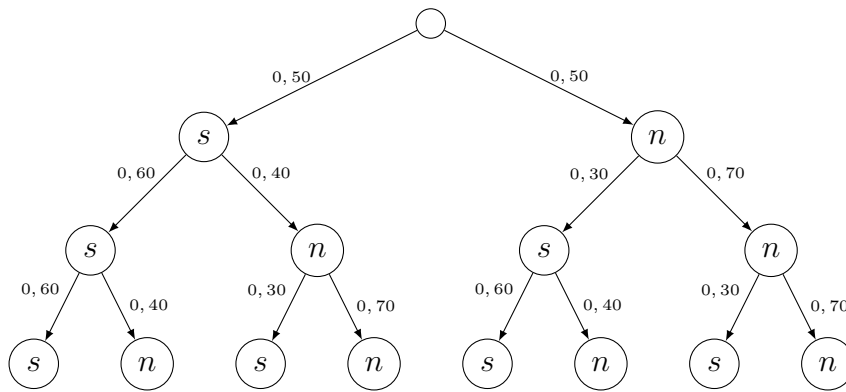 0, 50 0, 50
s n
0, 60 0, 40 0, 30 0, 70
s n s n
0, 60 0, 40 0, 30 0, 70 0, 60 0, 40 0, 30 0, 70
s n s n s n s n